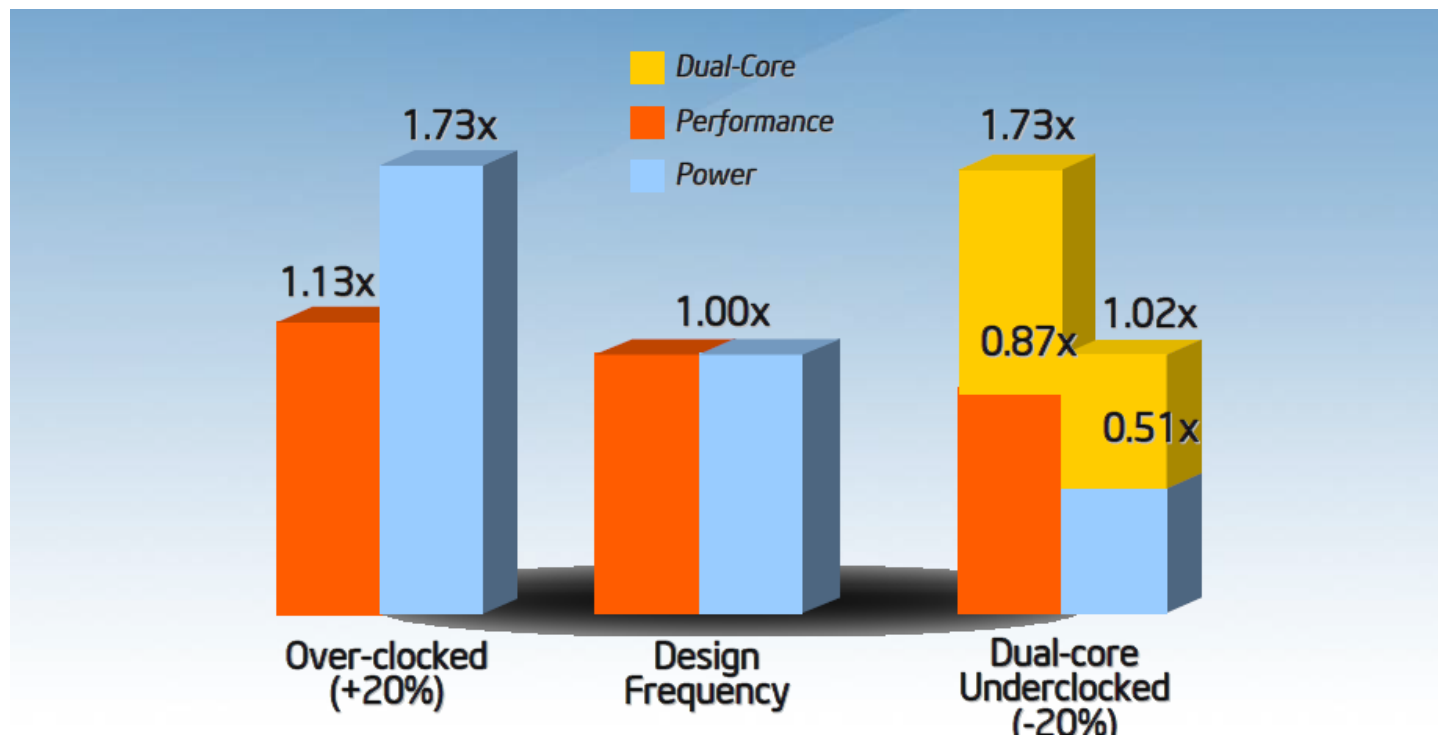 Dual-Core
Performance
Power
1.13x
1.73x
1.00x
1.73x
0.87x
1.02x
0.51x
Over-clocked
(+20%)
Design
Frequency
Dual-core
Underclocked
(-20%)